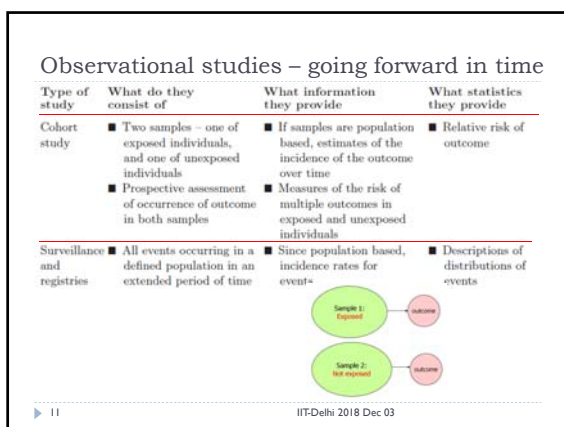 Observational studies – going forward in time
Type of study
What do they consist of
What information they provide
What statistics they provide
Cohort study
■ Two samples – one of exposed individuals, and one of unexposed individuals
■ Prospective assessment of occurrence of outcome in both samples
■ If samples are population based, estimates of the incidence of the outcome over time
■ Measures of the risk of multiple outcomes in exposed and unexposed individuals
■ Relative risk of outcome
Surveillance and registries
■ All events occurring in a defined population in an extended period of time
■ Since population based, incidence rates for events
■ Descriptions of distributions of events
Sample 1:
Exposed
outcome
Sample 2:
Not exposed
outcome
11
IIT-Delhi 2018 Dec 03